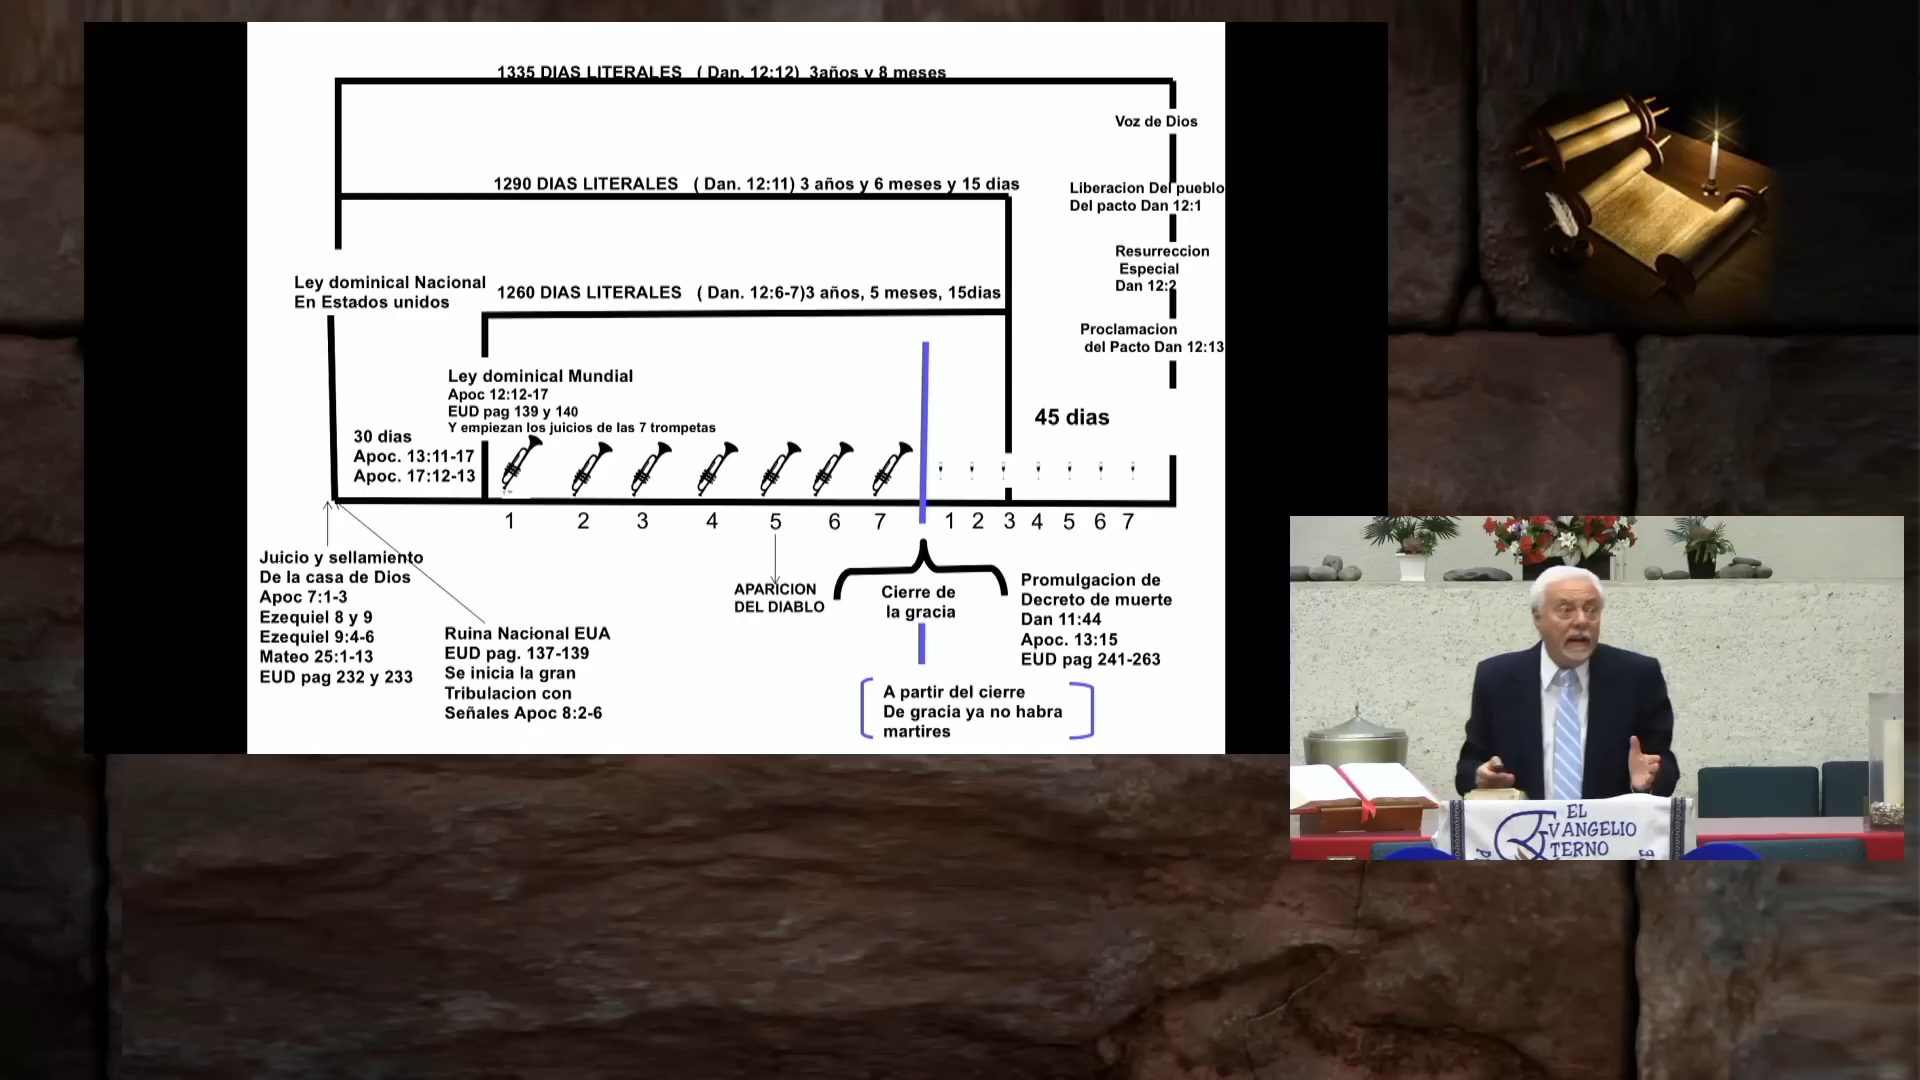 1335 DIAS LITERALES ( Dan. 12:12) 3años y 8 meses
Voz de Dios
1290 DIAS LITERALES ( Dan. 12:11) 3 años y 6 meses y 15 dias
Liberacion Del pueblo
Del pacto Dan 12:1
Resurreccion
Especial
Dan 12:2
Ley dominical Nacional
En Estados unidos
1260 DIAS LITERALES ( Dan. 12:6-7)3 años, 5 meses, 15dias
Proclamacion
del Pacto Dan 12:13
Ley dominical Mundial
Apoc 12:12-17
EUD pag 139 y 140
Y empiezan los juicios de las 7 trompetas
45 dias
30 dias
Apoc. 13:11-17
Apoc. 17:12-13
1 2 3 4 5 6 7 1 2 3 4 5 6 7
Juicio y sellamiento
De la casa de Dios
Apoc 7:1-3
Ezequiel 8 y 9
Ezequiel 9:4-6
Mateo 25:1-13
EUD pag 232 y 233
Ruina Nacional EUA
EUD pag. 137-139
Se inicia la gran
Tribulacion con
Señales Apoc 8:2-6
APARICION
DEL DIABLO
Cierre de
la gracia
Promulgacion de
Decreto de muerte
Dan 11:44
Apoc. 13:15
EUD pag 241-263
A partir del cierre
De gracia ya no habra
martires
EL
EVANGELIO
ETERNO